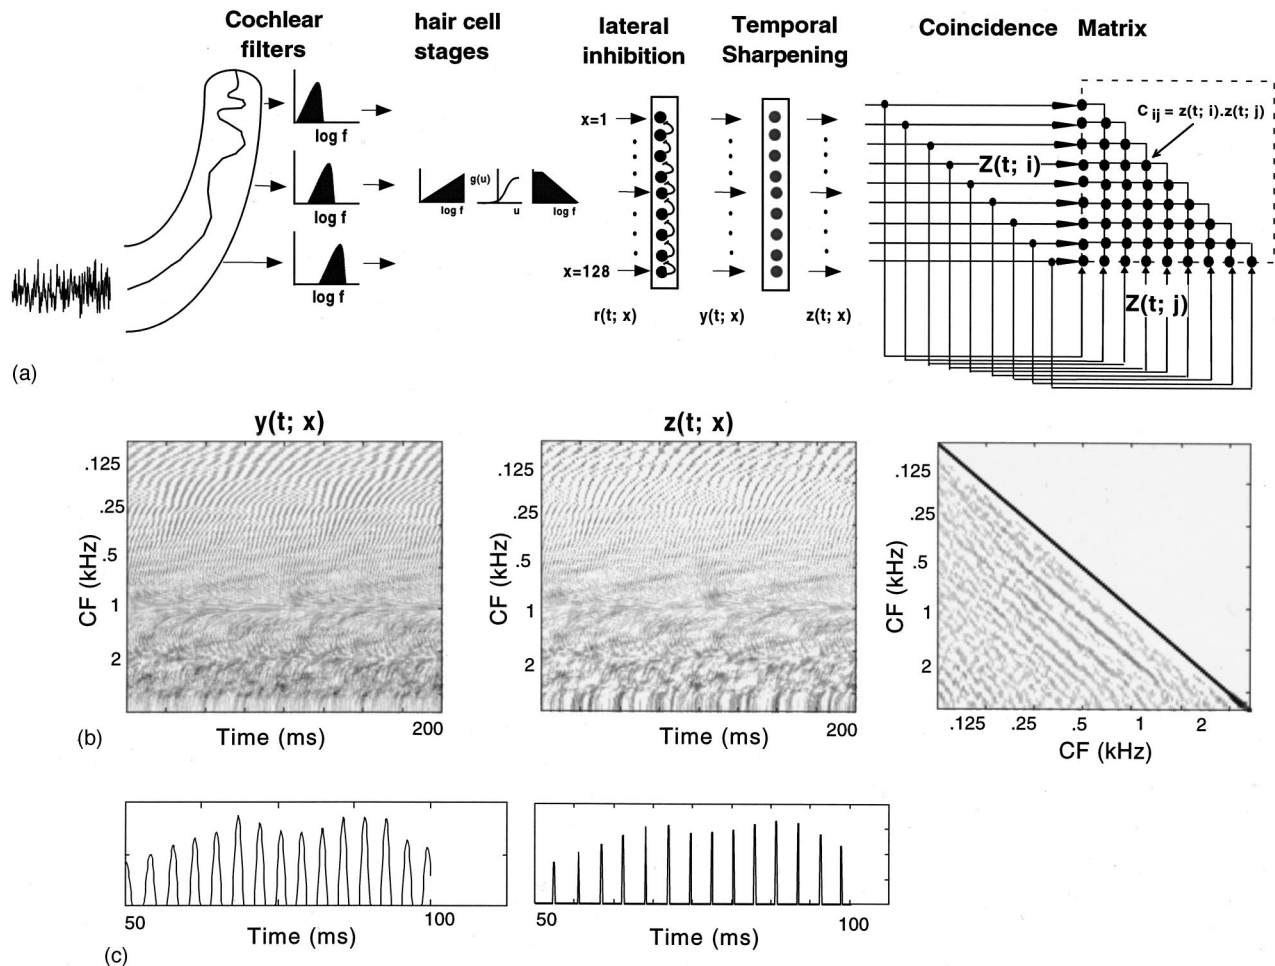 Cochlear filters
hair cell stages
lateral inhibition
Temporal Sharpening
Coincidence Matrix
log f
log f
log f
g(u)
log f
u
log f
x=1
x=128
r(t; x)
y(t; x)
z(t; x)
C ij = z(t; i).z(t; j)
Z(t; i)
Z(t; j)
(a)
y(t; x)
z(t; x)
CF (kHz)
.125
.25
.5
1
2
Time (ms)
200
CF (kHz)
.125
.25
.5
1
2
Time (ms)
200
CF (kHz)
.125
.25
.5
1
2
.125 .25 .5 1 2
CF (kHz)
(b)
50
100
Time (ms)
50
100
Time (ms)
(c)